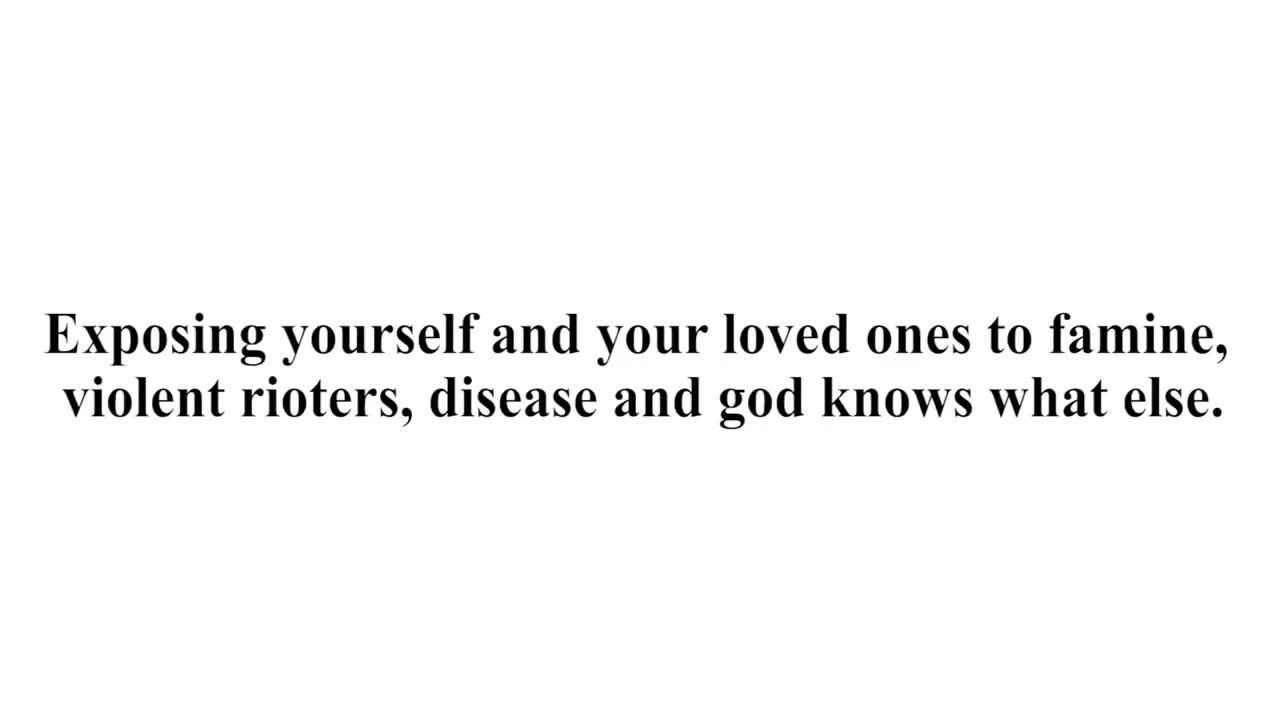 Exposing yourself and your loved ones to famine,
violent rioters, disease and god knows what else.